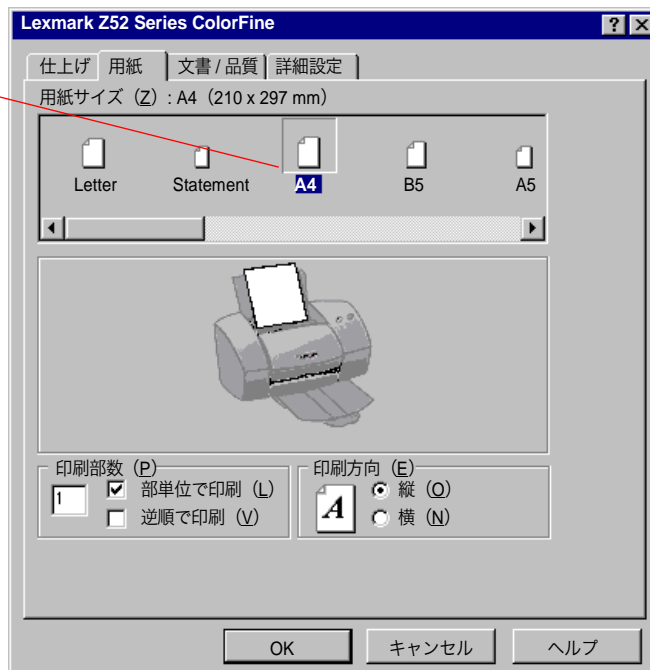 Lexmark Z52 Series ColorFine
仕上げ 用紙 文書 / 品質 詳細設定
用紙サイズ（Z）: A4（210 x 297 mm）
Letter Statement A4 B5 A5
印刷部数（P） 印刷方向（E）
1 部単位で印刷（L） A 縦（O）
逆順で印刷（V） 横（N）
OK キャンセル ヘルプ